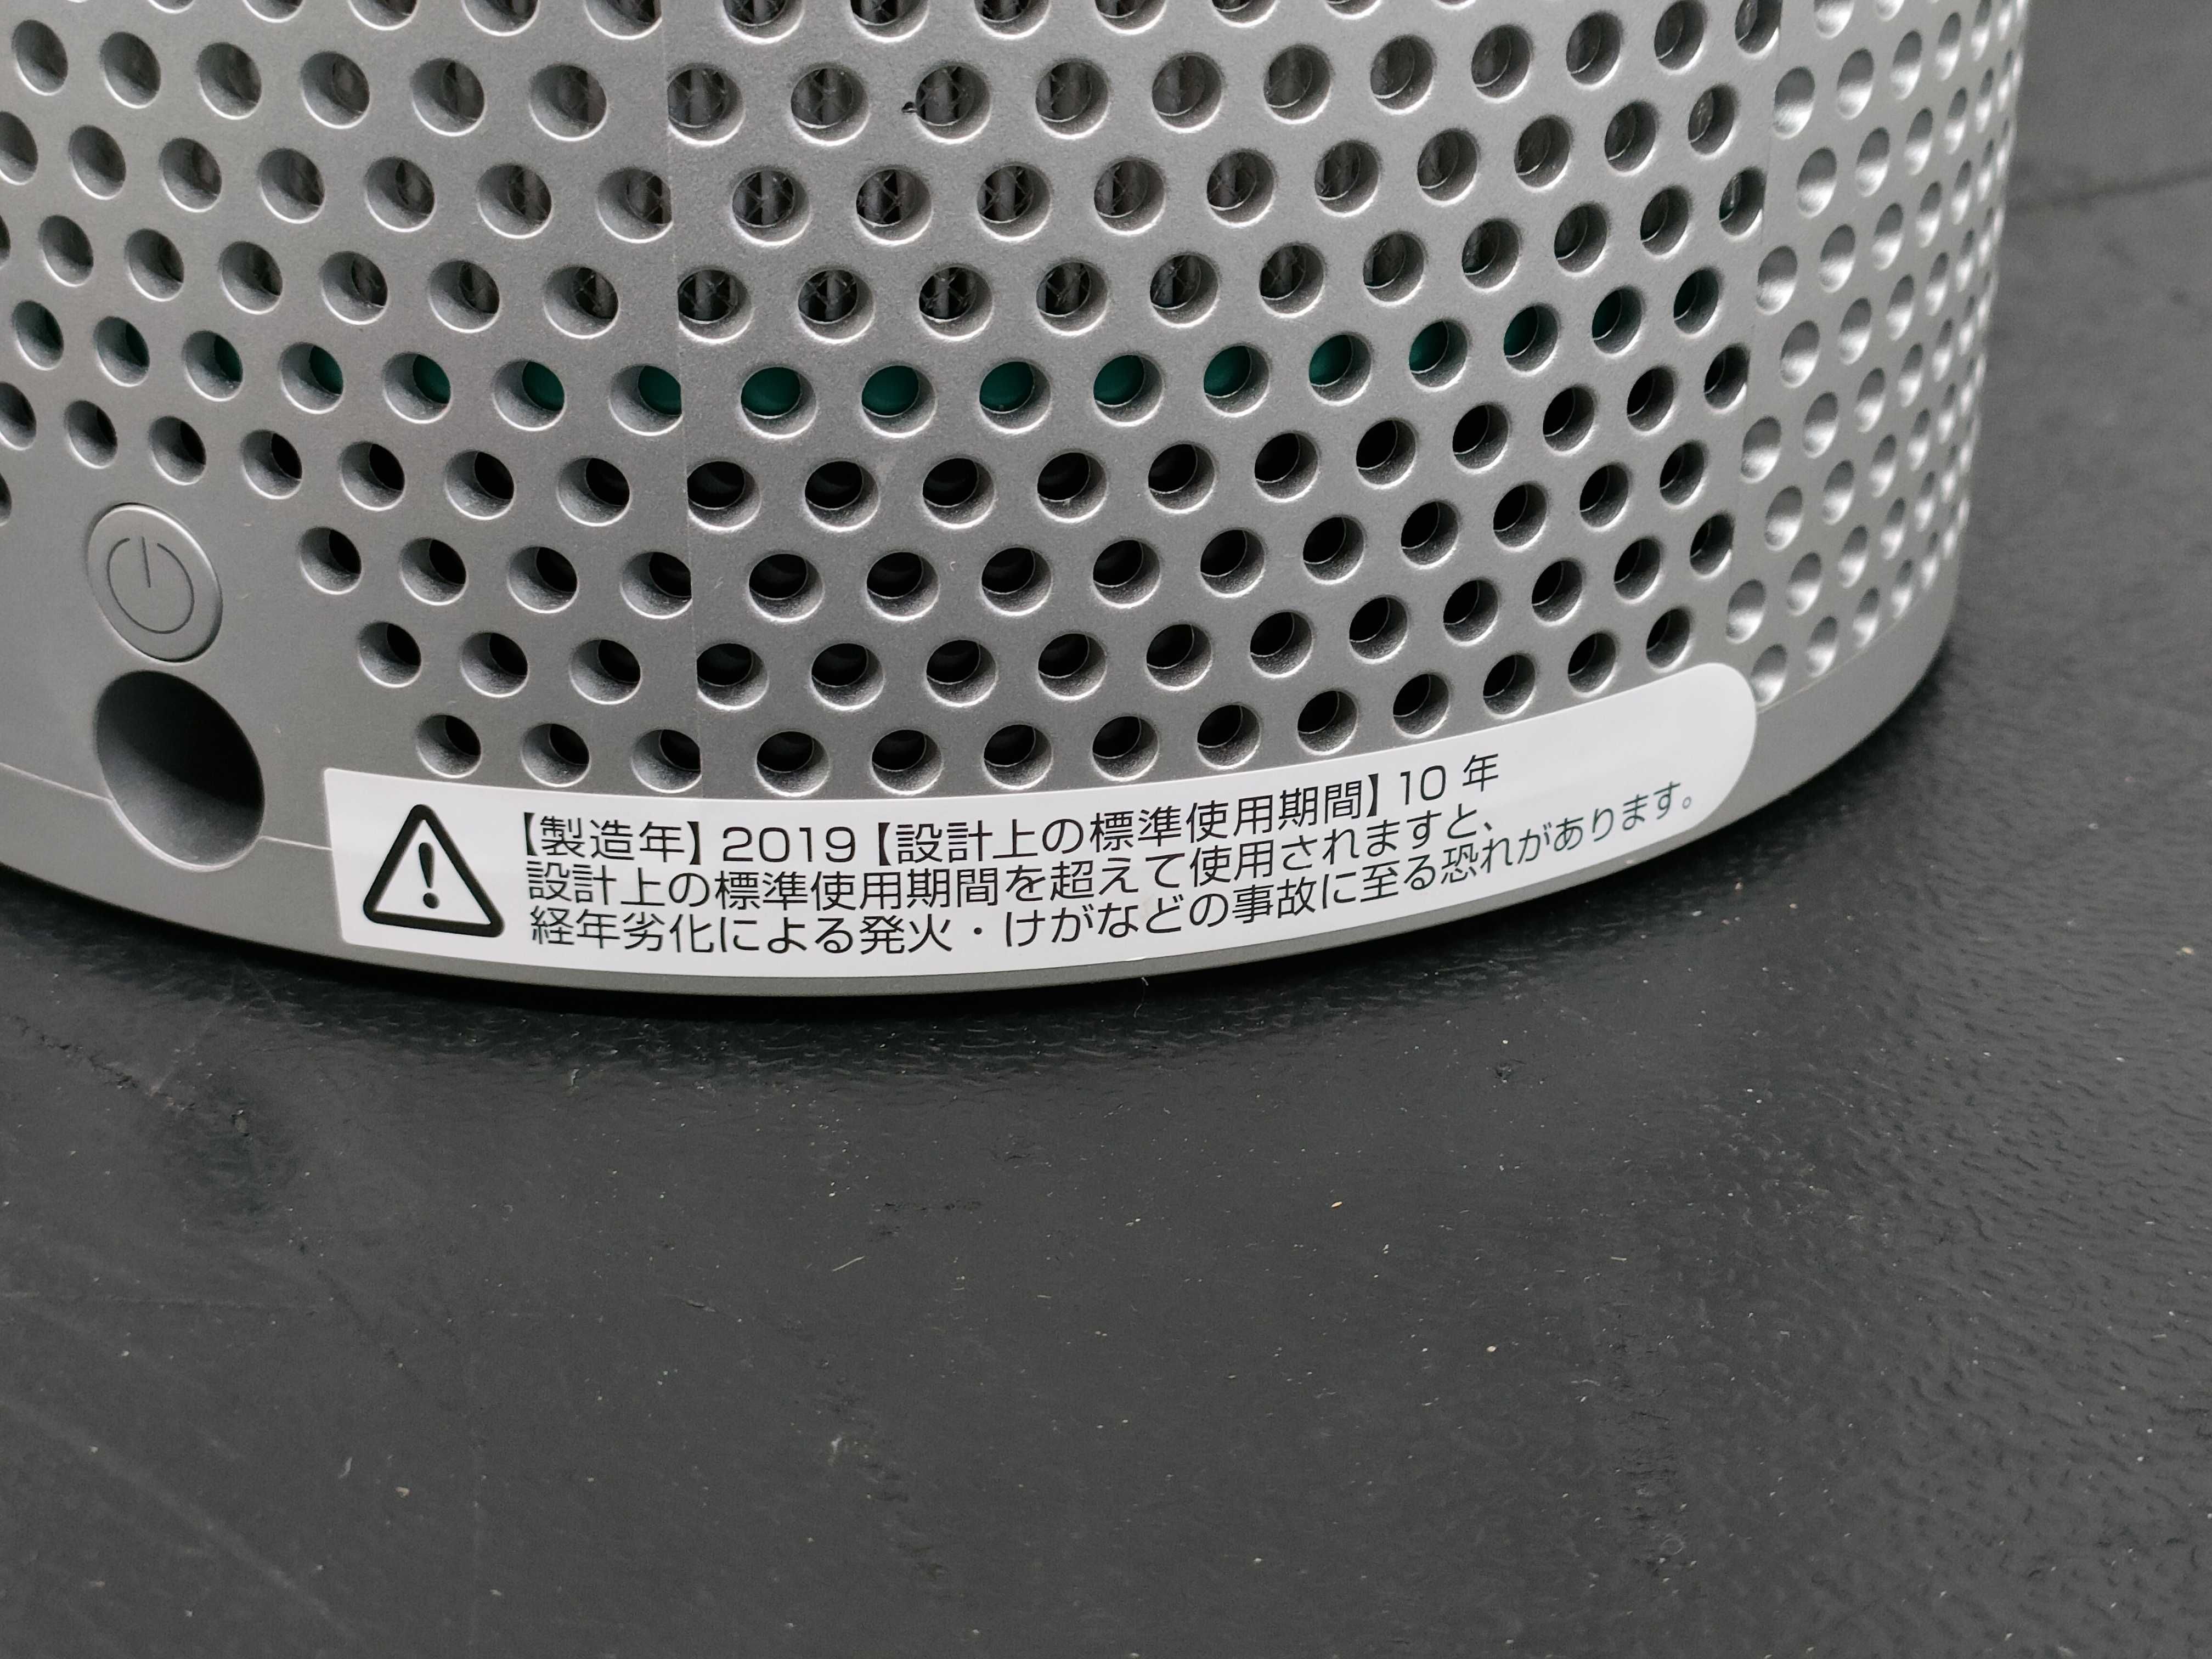 【製造年】2019【設計上の標準使用期間】10 年
設計上の標準使用期間を超えて使用されますと、
経年劣化による発火・けがなどの事故に至る恐れがあります。